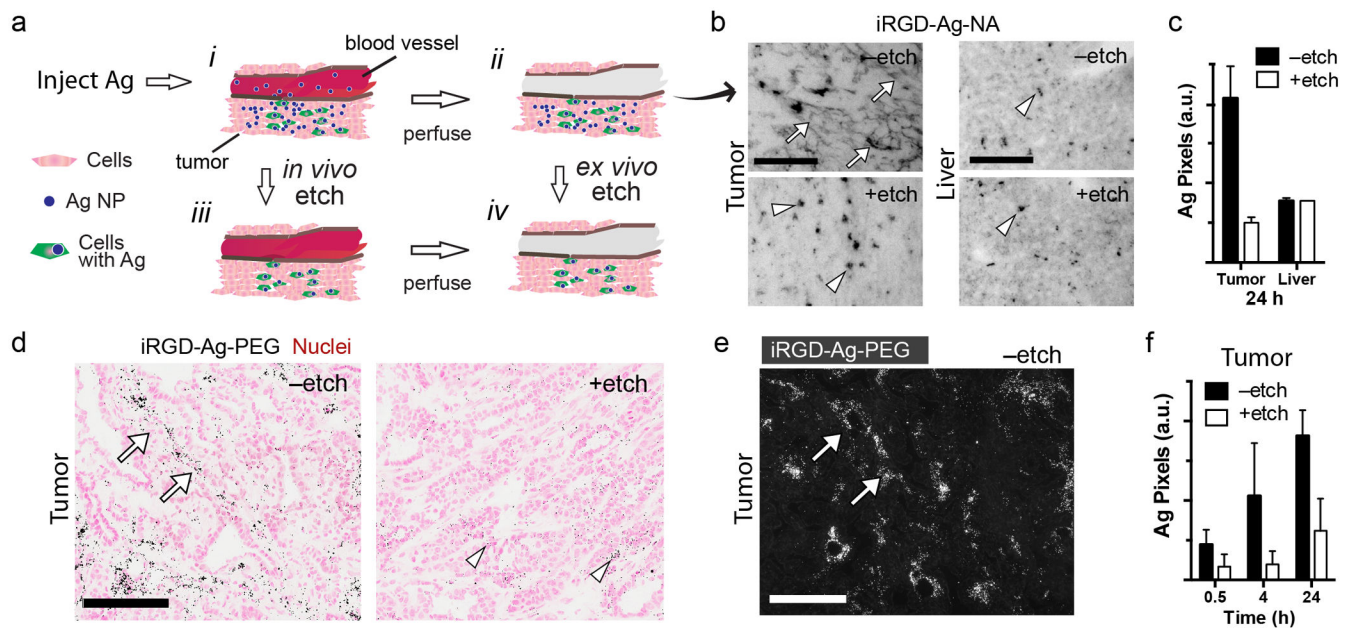 a
Inject Ag
i
blood vessel
ii
perfuse
tumor
Cells
Ag NP
Cells
with Ag
in vivo
etch
ex vivo
etch
iii
iv
perfuse
b
iRGD-Ag-NA
Tumor
–etch
+etch
Liver
–etch
+etch
c
–etch
+etch
Ag Pixels (a.u.)
Tumor Liver
24 h
d
iRGD-Ag-PEG Nuclei
Tumor
–etch
+etch
e
iRGD-Ag-PEG
–etch
f
Tumor
–etch
+etch
Ag Pixels (a.u.)
0.5 4 24
Time (h)